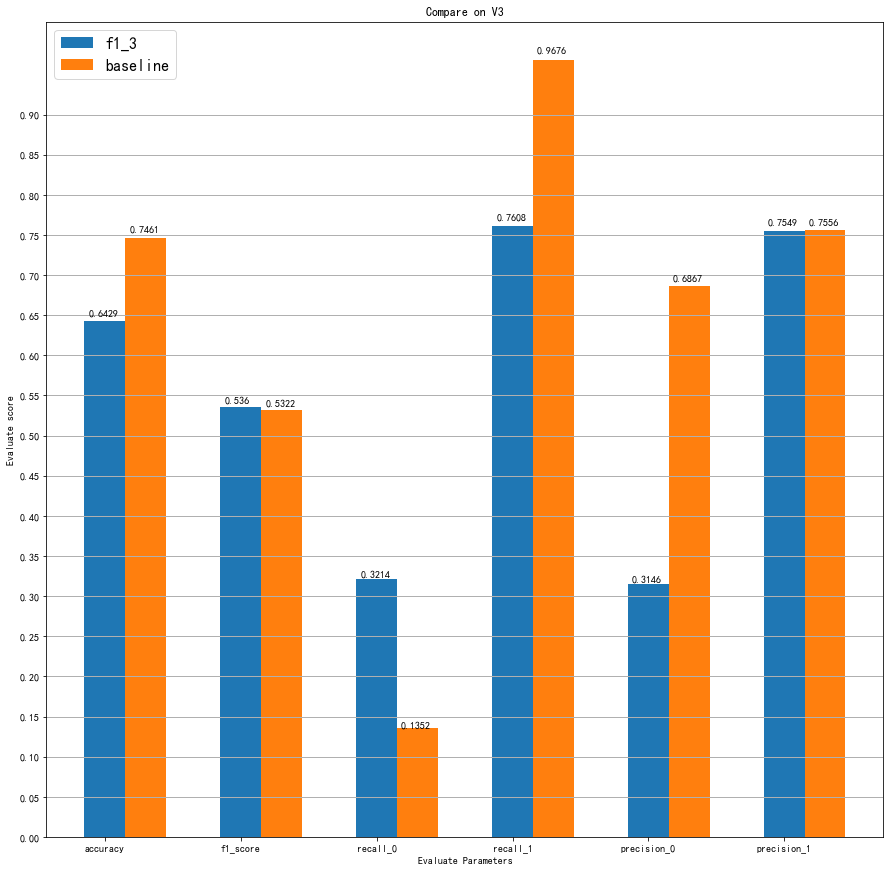 Compare on V3
f1_3
baseline
0.90
0.85
0.80
0.75
0.70
0.65
0.60
0.55
0.50
0.45
0.40
0.35
0.30
0.25
0.20
0.15
0.10
0.05
0.00
Evaluate score
0.6429
0.7461
0.536
0.5322
0.3214
0.1352
0.7608
0.9676
0.3146
0.6867
0.7549
0.7556
accuracy
f1_score
recall_0
recall_1
precision_0
precision_1
Evaluate Parameters